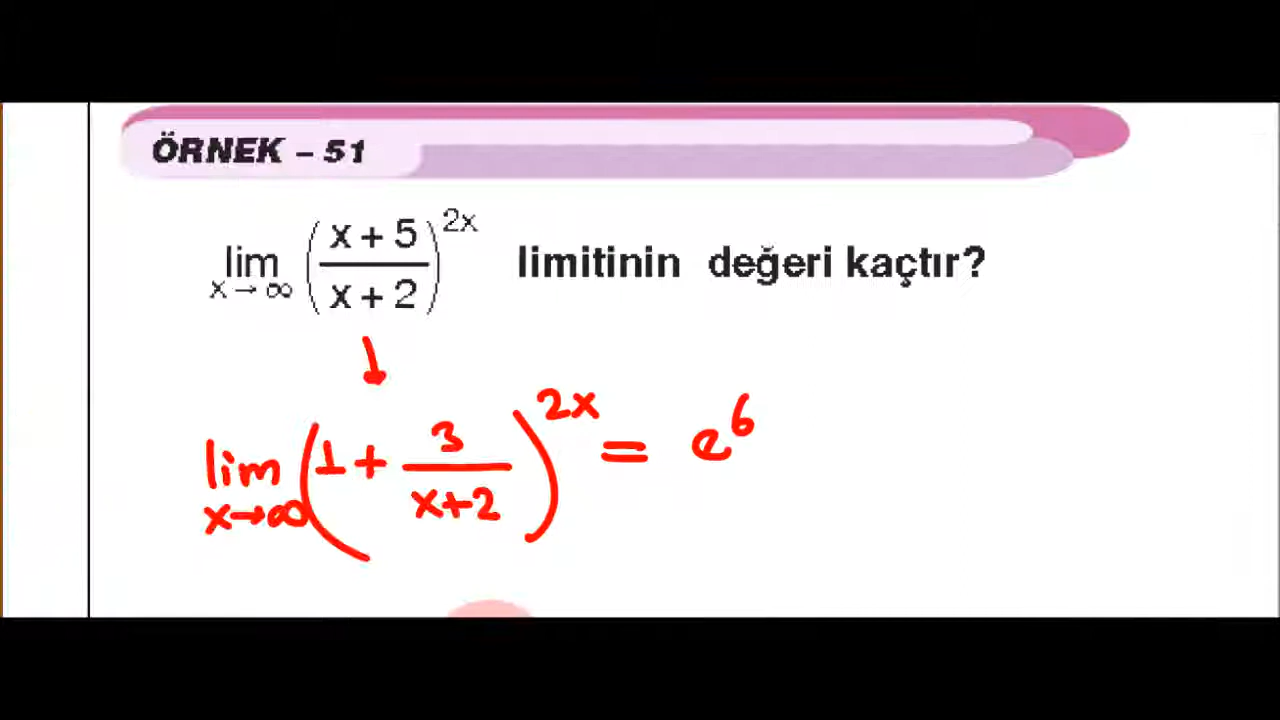 ÖRNEK – 51
lim x→∞ (x + 5 / x + 2)^2x limitinin değeri kaçtır?
lim x→∞ (1 + 3 / x+2)^2x = e^6